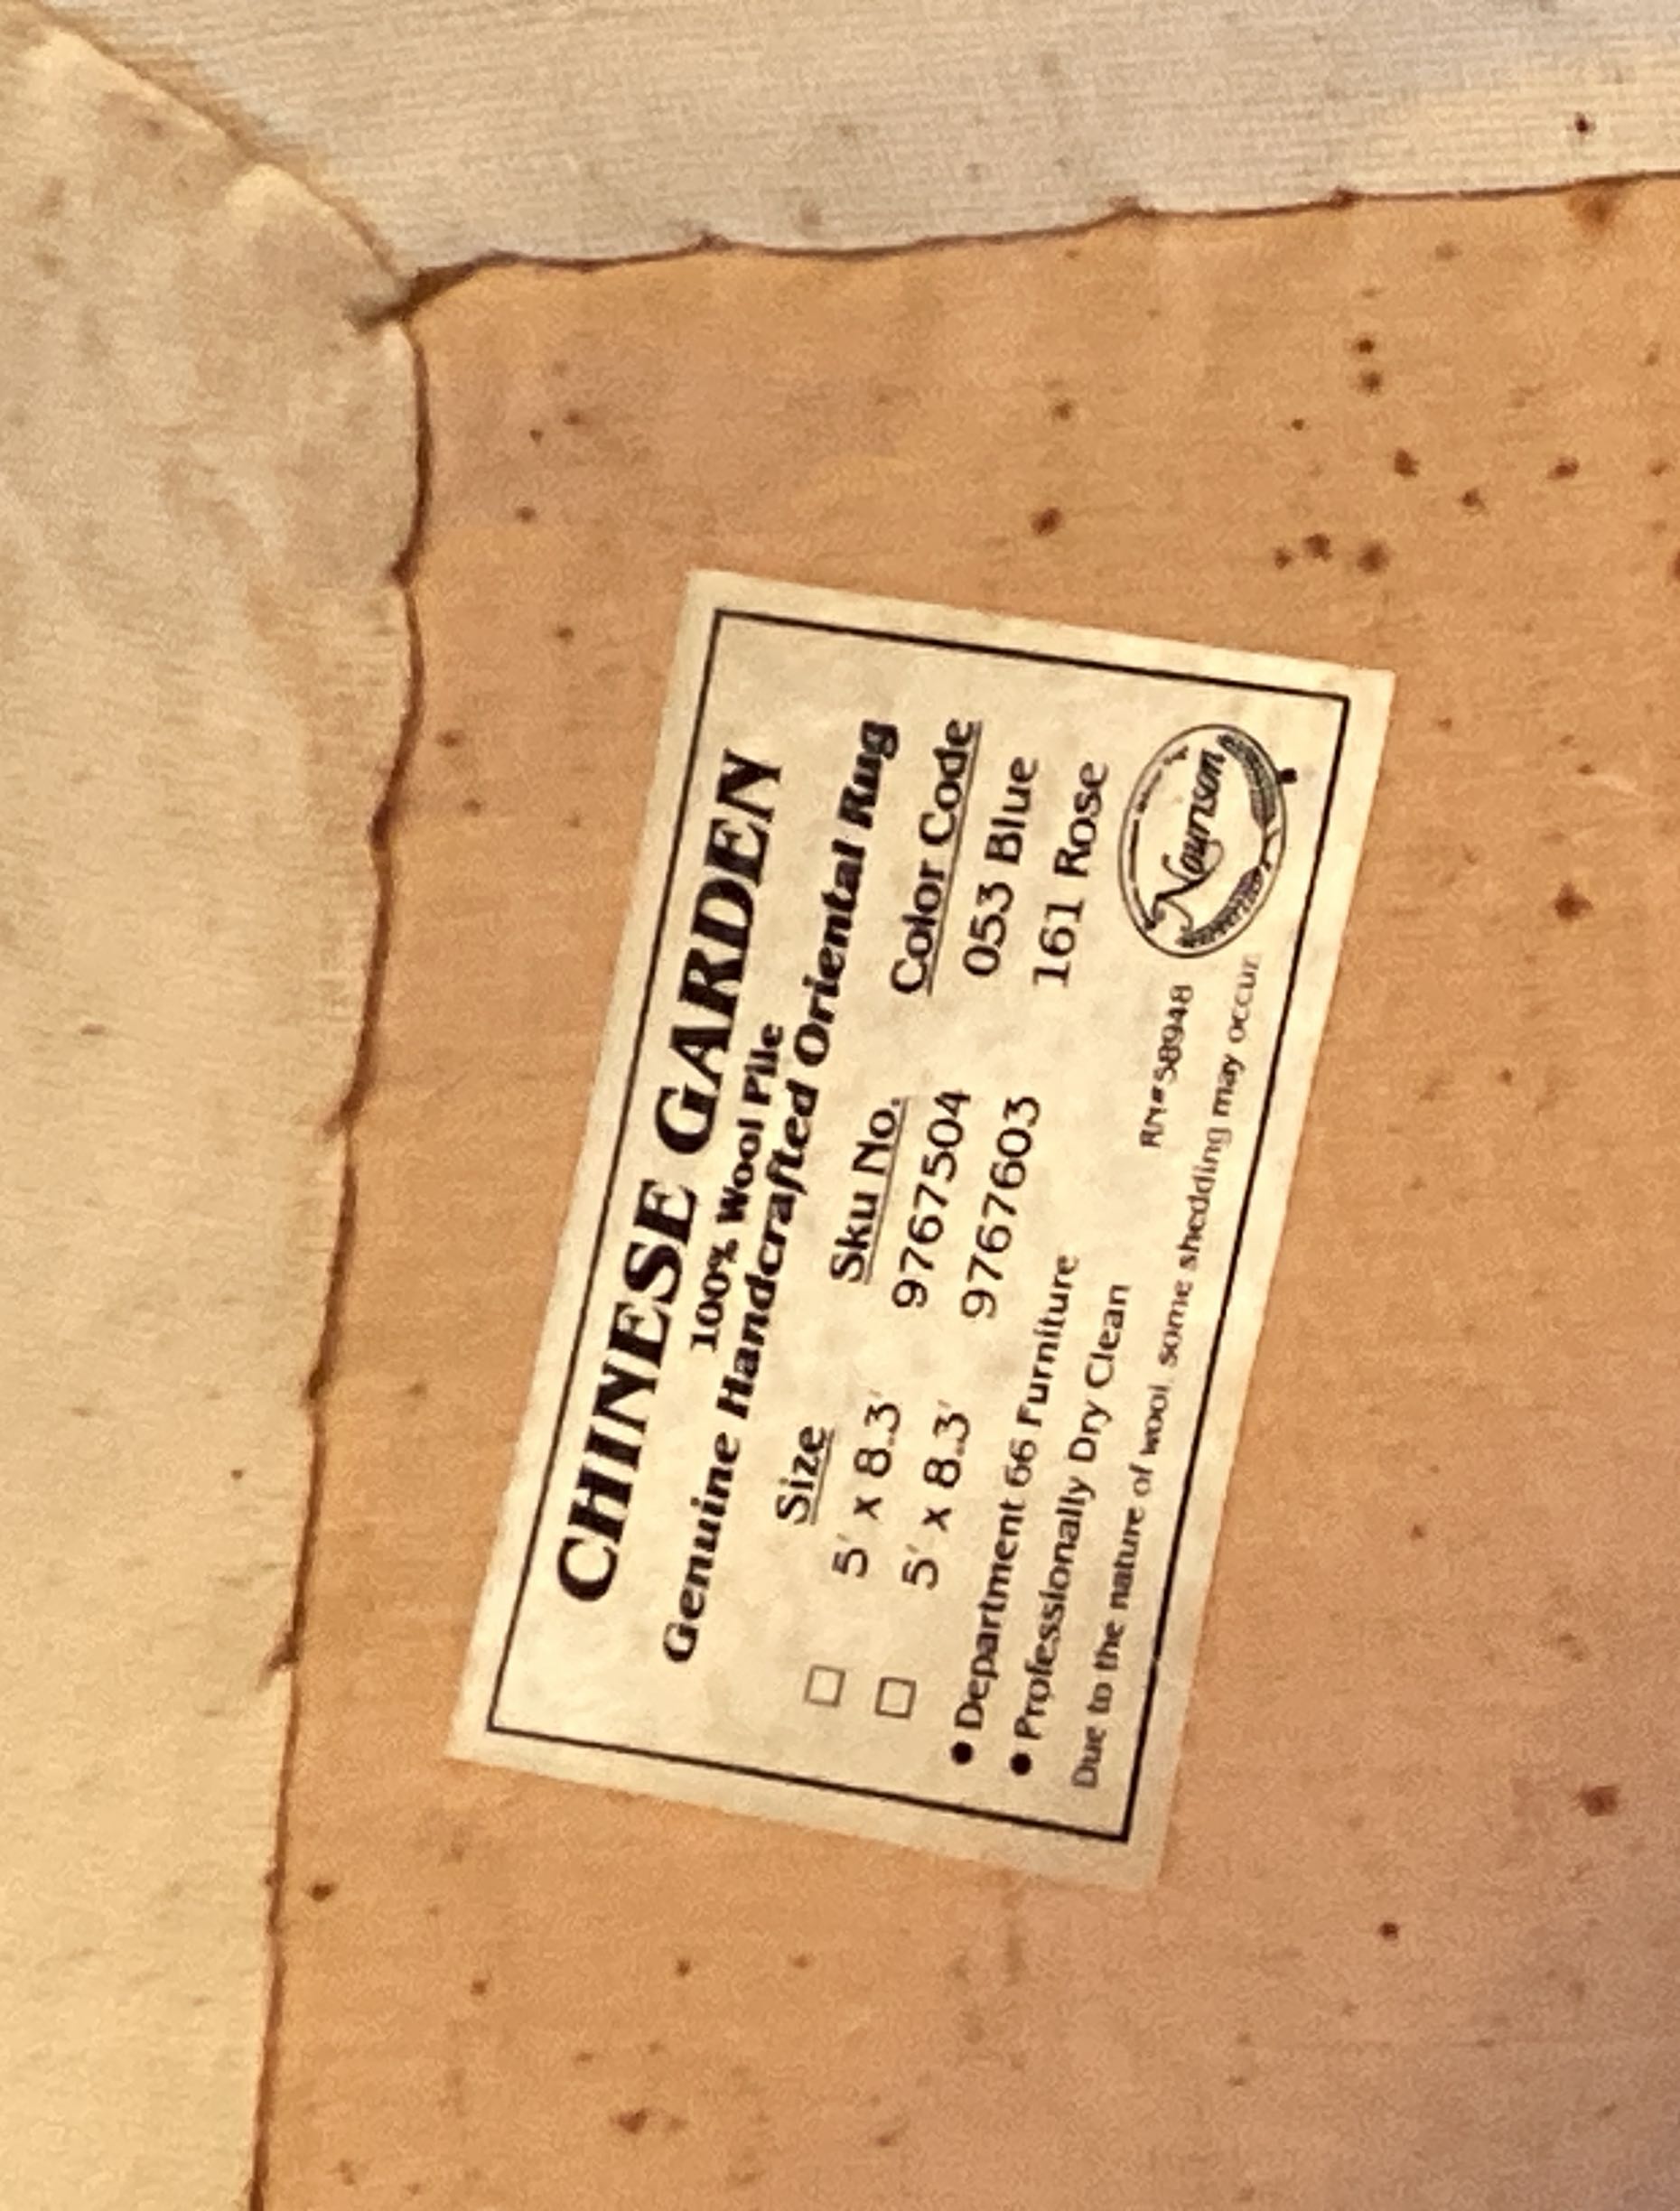 CHINESE GARDEN
100% Wool Pile
Genuine Handcrafted Oriental Rug
Size Sku No. Color Code
☐ 5' x 8.3' 9767504 053 Blue
☐ 5' x 8.3' 9767603 161 Rose
● Department 66 Furniture
● Professionally Dry Clean
RN#58948
Due to the nature of wool, some shedding may occur.
Nourison